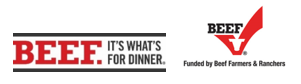 BEEF. IT'S WHAT'S
FOR DINNER®
BEEF
Funded by Beef Farmers & Ranchers